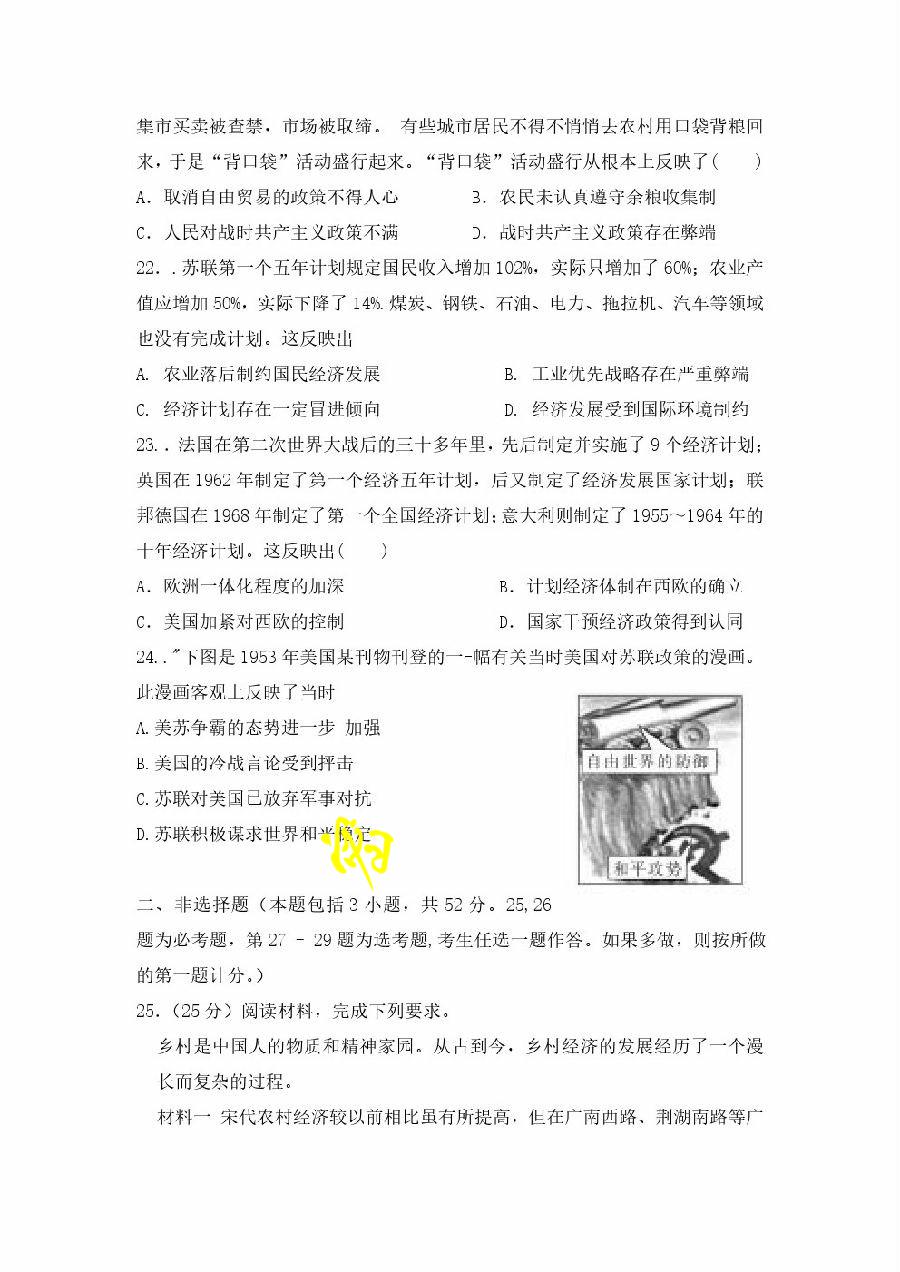 集市买卖被查禁，市场被取缔。 有些城市居民不得不悄悄去农村用口袋背粮回
来，于是“背口袋”活动盛行起来。“背口袋”活动盛行从根本上反映了(    )
A．取消自由贸易的政策不得人心    B．农民未认真遵守余粮收集制
C．人民对战时共产主义政策不满    D．战时共产主义政策存在弊端
22．.苏联第一个五年计划规定国民收入增加102%，实际只增加了60%；农业产
值应增加50%，实际下降了14%.煤炭、钢铁、石油、电力、拖拉机、汽车等领域
也没有完成计划。这反映出
A. 农业落后制约国民经济发展    B. 工业优先战略存在严重弊端
C. 经济计划存在一定冒进倾向    D. 经济发展受到国际环境制约
23.．法国在第二次世界大战后的三十多年里，先后制定并实施了9个经济计划；
英国在1962年制定了第一个经济五年计划，后又制定了经济发展国家计划；联
邦德国在1968年制定了第一个全国经济计划；意大利则制定了1955～1964年的
十年经济计划。这反映出(    )
A．欧洲一体化程度的加深    B．计划经济体制在西欧的确立
C．美国加紧对西欧的控制    D．国家干预经济政策得到认同
24.."下图是1953年美国某刊物刊登的一-幅有关当时美国对苏联政策的漫画。
此漫画客观上反映了当时
A.美苏争霸的态势进一步 加强
B.美国的冷战言论受到抨击
C.苏联对美国已放弃军事对抗
D.苏联积极谋求世界和平稳定
自由世界的防御
和平攻势
二、非选择题（本题包括3小题，共52分。25,26
题为必考题，第27 - 29题为选考题,考生任选一题作答。如果多做，则按所做
的第一题计分。）
25.（25分）阅读材料，完成下列要求。
乡村是中国人的物质和精神家园。从古到今，乡村经济的发展经历了一个漫
长而复杂的过程。
材料一 宋代农村经济较以前相比虽有所提高，但在广南西路、荆湖南路等广